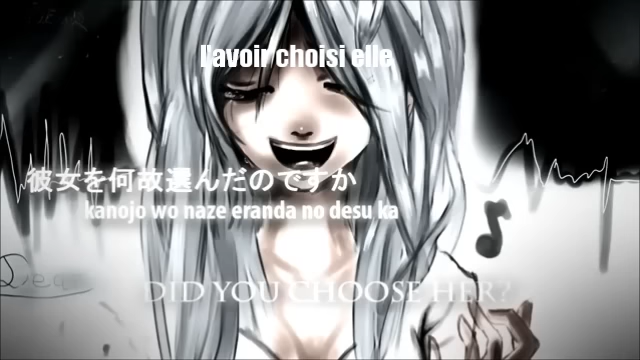 l'avoir choisi elle
彼女を何故選んだのですか
kanojo wo naze eranda no desu ka
DID YOU CHOOSE HER?